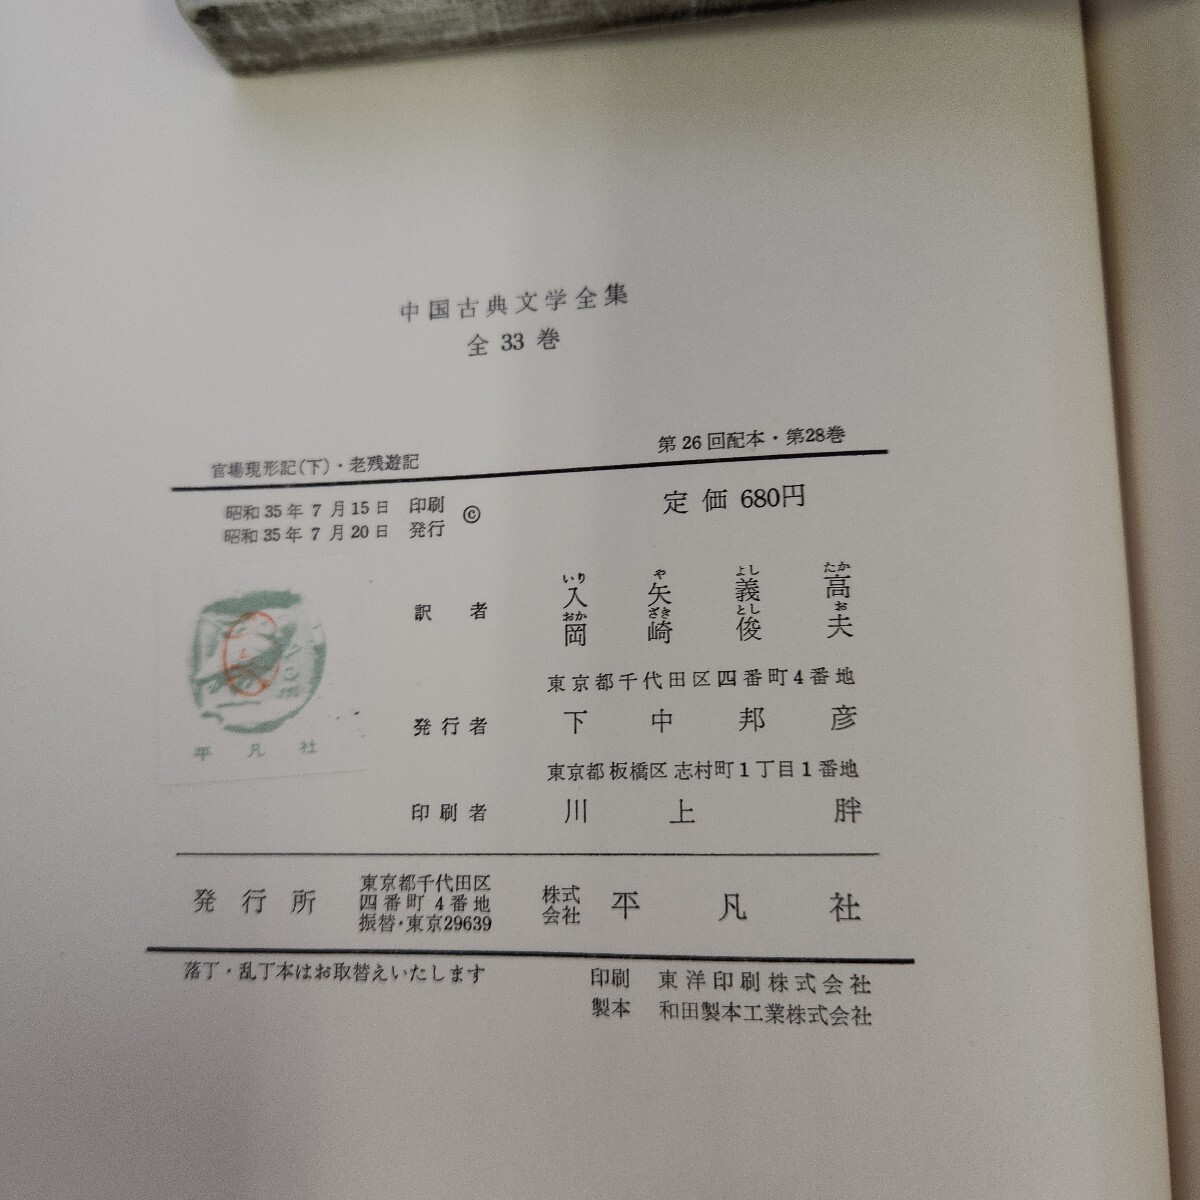 中国古典文学全集
全 33 巻
官場現形記(下)・老残遊記
第26回配本・第28巻
昭和35年 7 月15日 印刷 ©
昭和35年 7 月20日 発行
定価 680円
訳者
いり や よし たか
入矢義高
おか ざき とし お
岡崎俊夫
東京都千代田区四番町4番地
発行者 下中邦彦
東京都板橋区志村町1丁目1番地
印刷者 川上 胖
平凡社
発行所
東京都千代田区
四番町 4 番地
振替・東京29639
株式会社 平凡社
落丁・乱丁本はお取替えいたします
印刷 東洋印刷株式会社
製本 和田製本工業株式会社